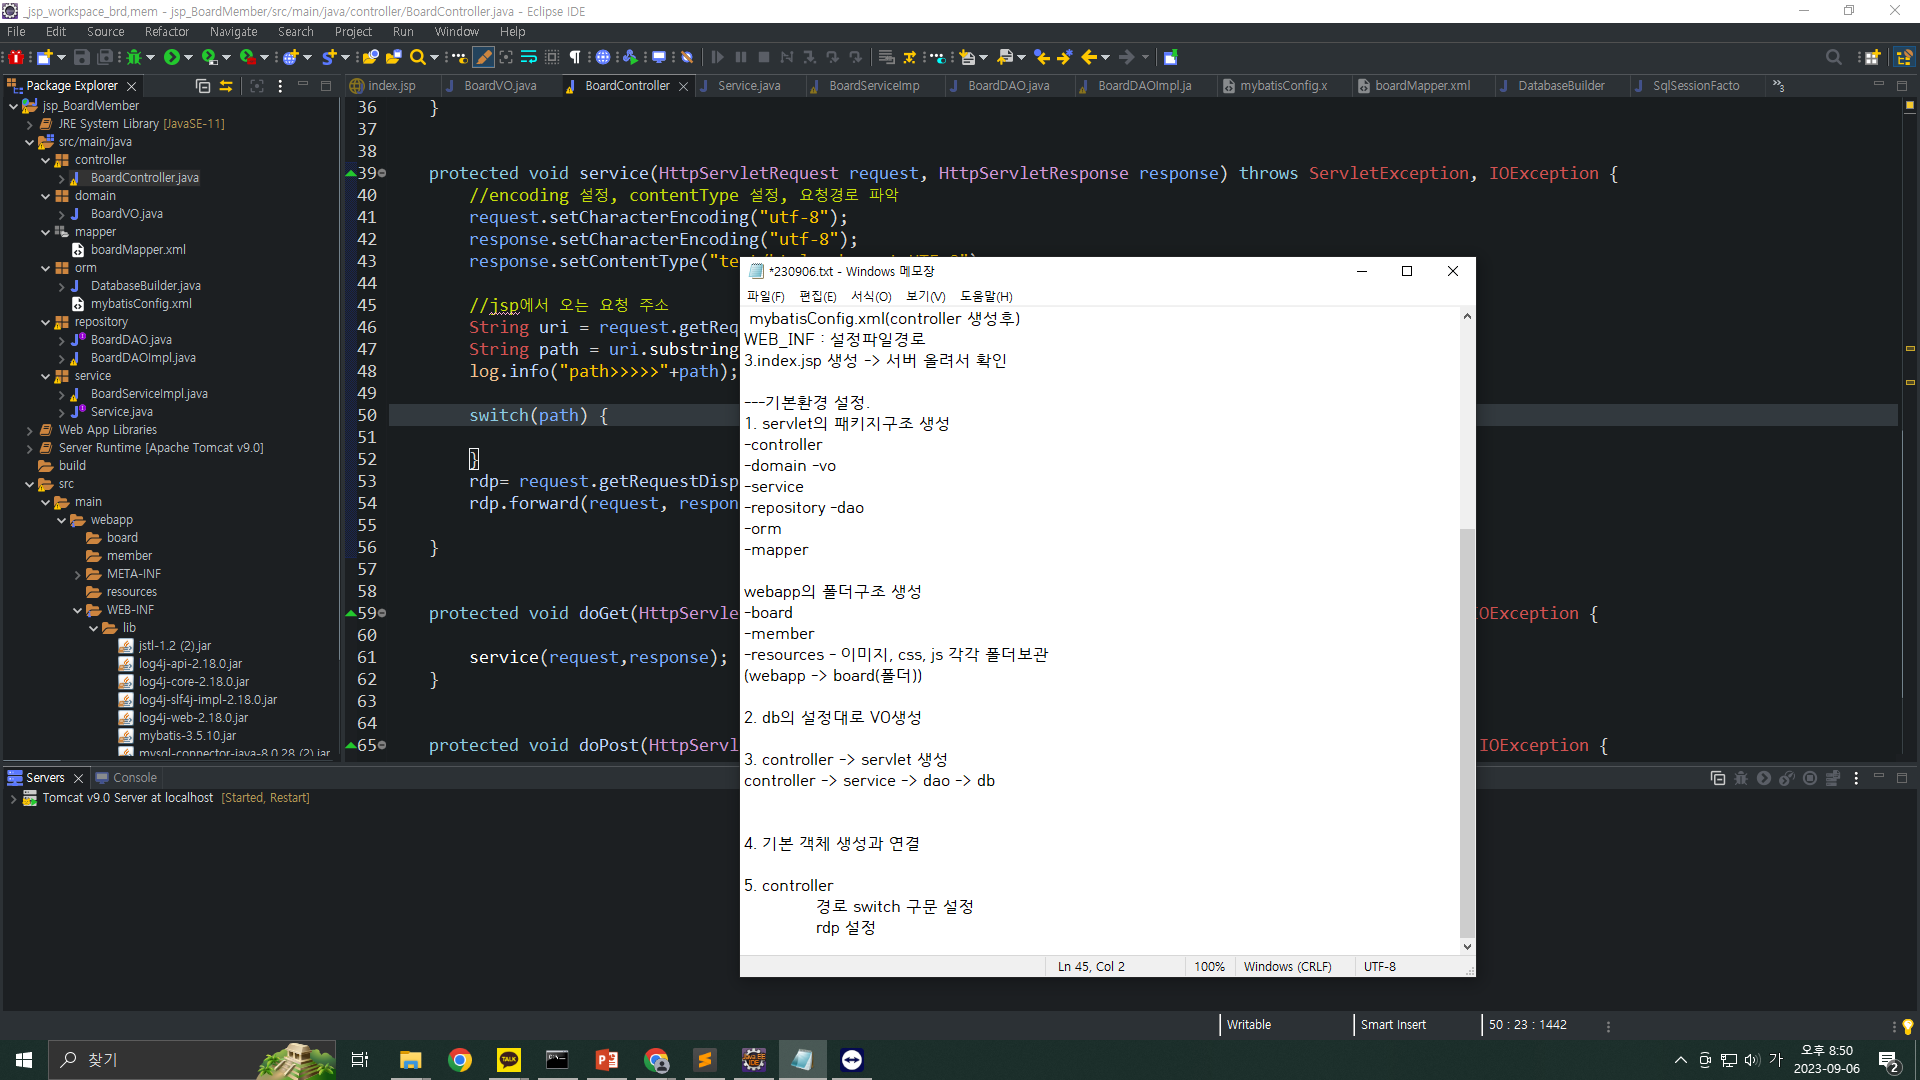 _jsp_workspace_brd,mem - jsp_BoardMember/src/main/java/controller/BoardController.java - Eclipse IDE
File Edit Source Refactor Navigate Search Project Run Window Help
Package Explorer
index.jsp BoardVO.java BoardController Service.java BoardServiceImp BoardDAO.java BoardDAOImpl.ja mybatisConfig.x boardMapper.xml DatabaseBuilder SqlSessionFacto
jsp_BoardMember
JRE System Library [JavaSE-11]
src/main/java
controller
BoardController.java
domain
BoardVO.java
mapper
boardMapper.xml
orm
DatabaseBuilder.java
mybatisConfig.xml
repository
BoardDAO.java
BoardDAOImpl.java
service
BoardServiceImpl.java
Service.java
Web App Libraries
Server Runtime [Apache Tomcat v9.0]
build
src
main
webapp
board
member
META-INF
resources
WEB-INF
lib
jstl-1.2 (2).jar
log4j-api-2.18.0.jar
log4j-core-2.18.0.jar
log4j-slf4j-impl-2.18.0.jar
log4j-web-2.18.0.jar
mybatis-3.5.10.jar
mysql-connector-java-8.0.28 (2).jar
36 }
37
38
39 protected void service(HttpServletRequest request, HttpServletResponse response) throws ServletException, IOException {
40 //encoding 설정, contentType 설정, 요청경로 파악
41 request.setCharacterEncoding("utf-8");
42 response.setCharacterEncoding("utf-8");
43 response.setContentType("te
44
45 //jsp에서 오는 요청 주소
46 String uri = request.getReq
47 String path = uri.substring
48 log.info("path>>>>>"+path);
49
50 switch(path) {
51
52 }
53 rdp= request.getRequestDisp
54 rdp.forward(request, respon
55
56 }
57
58
59 protected void doGet(HttpServle IOException {
60
61 service(request,response);
62 }
63
64
65 protected void doPost(HttpServl IOException {
*230906.txt - Windows 메모장
파일(F) 편집(E) 서식(O) 보기(V) 도움말(H)
mybatisConfig.xml(controller 생성후)
WEB_INF : 설정파일경로
3.index.jsp 생성 -> 서버 올려서 확인
---기본환경 설정.
1. servlet의 패키지구조 생성
-controller
-domain -vo
-service
-repository -dao
-orm
-mapper
webapp의 폴더구조 생성
-board
-member
-resources - 이미지, css, js 각각 폴더보관
(webapp -> board(폴더))
2. db의 설정대로 VO생성
3. controller -> servlet 생성
controller -> service -> dao -> db
4. 기본 객체 생성과 연결
5. controller
경로 switch 구문 설정
rdp 설정
Ln 45, Col 2 100% Windows (CRLF) UTF-8
Servers Console
Tomcat v9.0 Server at localhost [Started, Restart]
Writable Smart Insert 50 : 23 : 1442
찾기
TALK
가
오후 8:50
2023-09-06
2